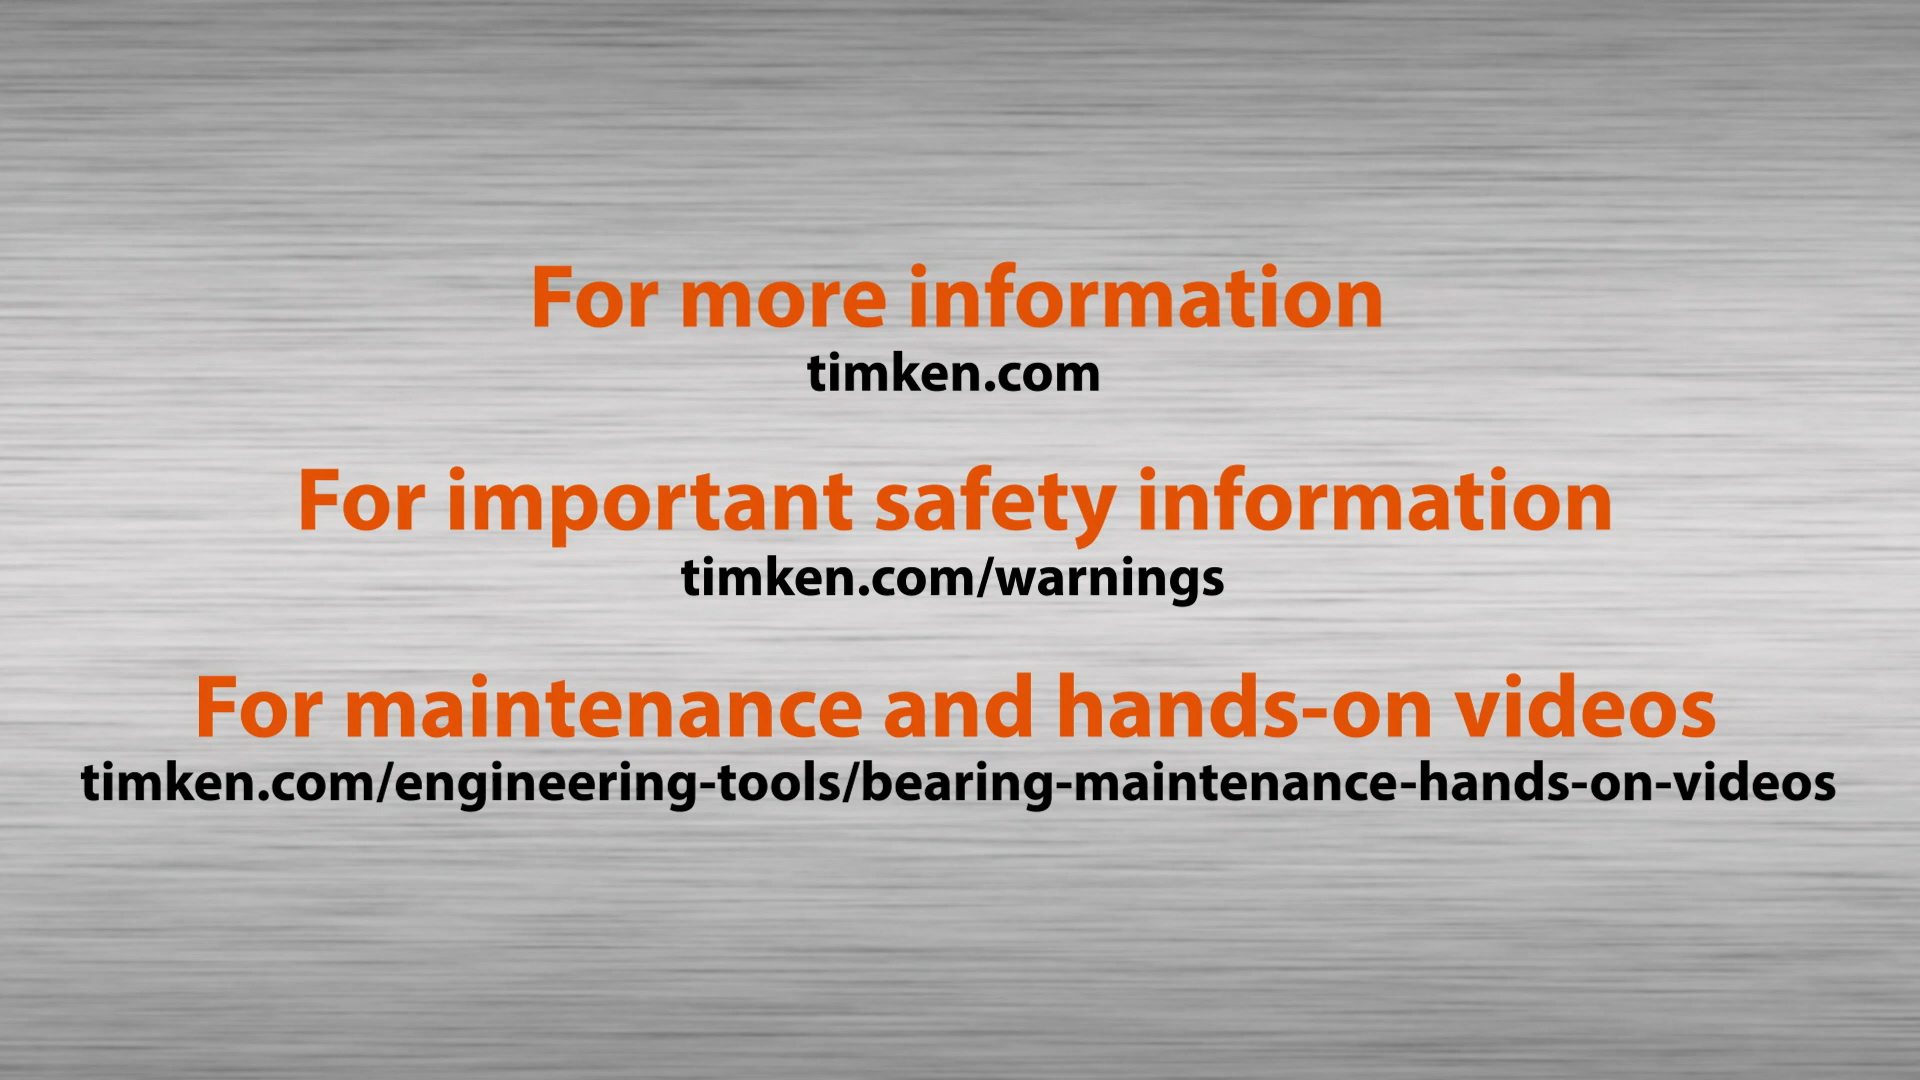 For more information
timken.com
For important safety information
timken.com/warnings
For maintenance and hands-on videos
timken.com/engineering-tools/bearing-maintenance-hands-on-videos